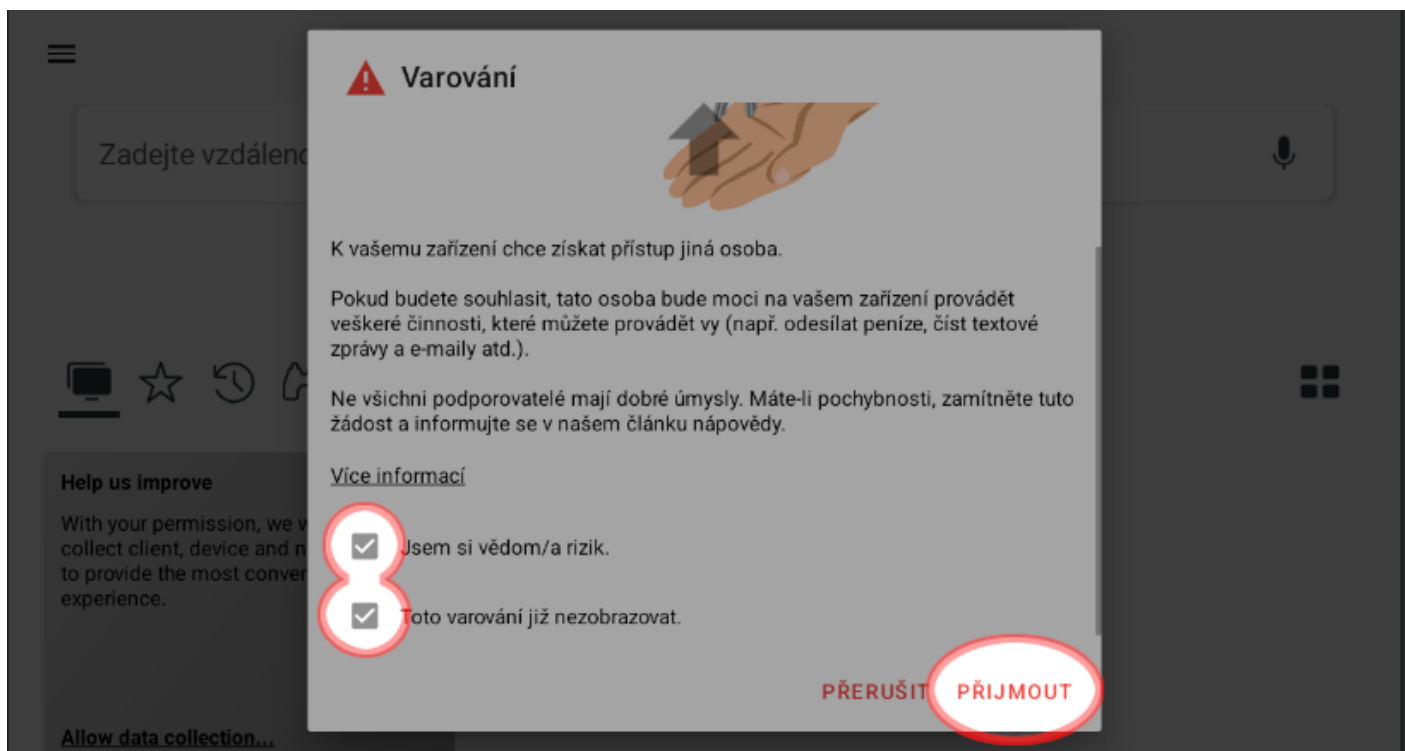 Varování
Zadejte vzdáleno
K vašemu zařízení chce získat přístup jiná osoba.
Pokud budete souhlasit, tato osoba bude moci na vašem zařízení provádět
veškeré činnosti, které můžete provádět vy (např. odesílat peníze, číst textové
zprávy a e-maily atd.).
Ne všichni podporovatelé mají dobré úmysly. Máte-li pochybnosti, zamítněte tuto
žádost a informujte se v našem článku nápovědy.
Více informací
Jsem si vědom/a rizik.
Toto varování již nezobrazovat.
PŘERUŠIT
PŘIJMOUT
Help us improve
With your permission, we w
collect client, device and n
to provide the most conver
experience.
Allow data collection...